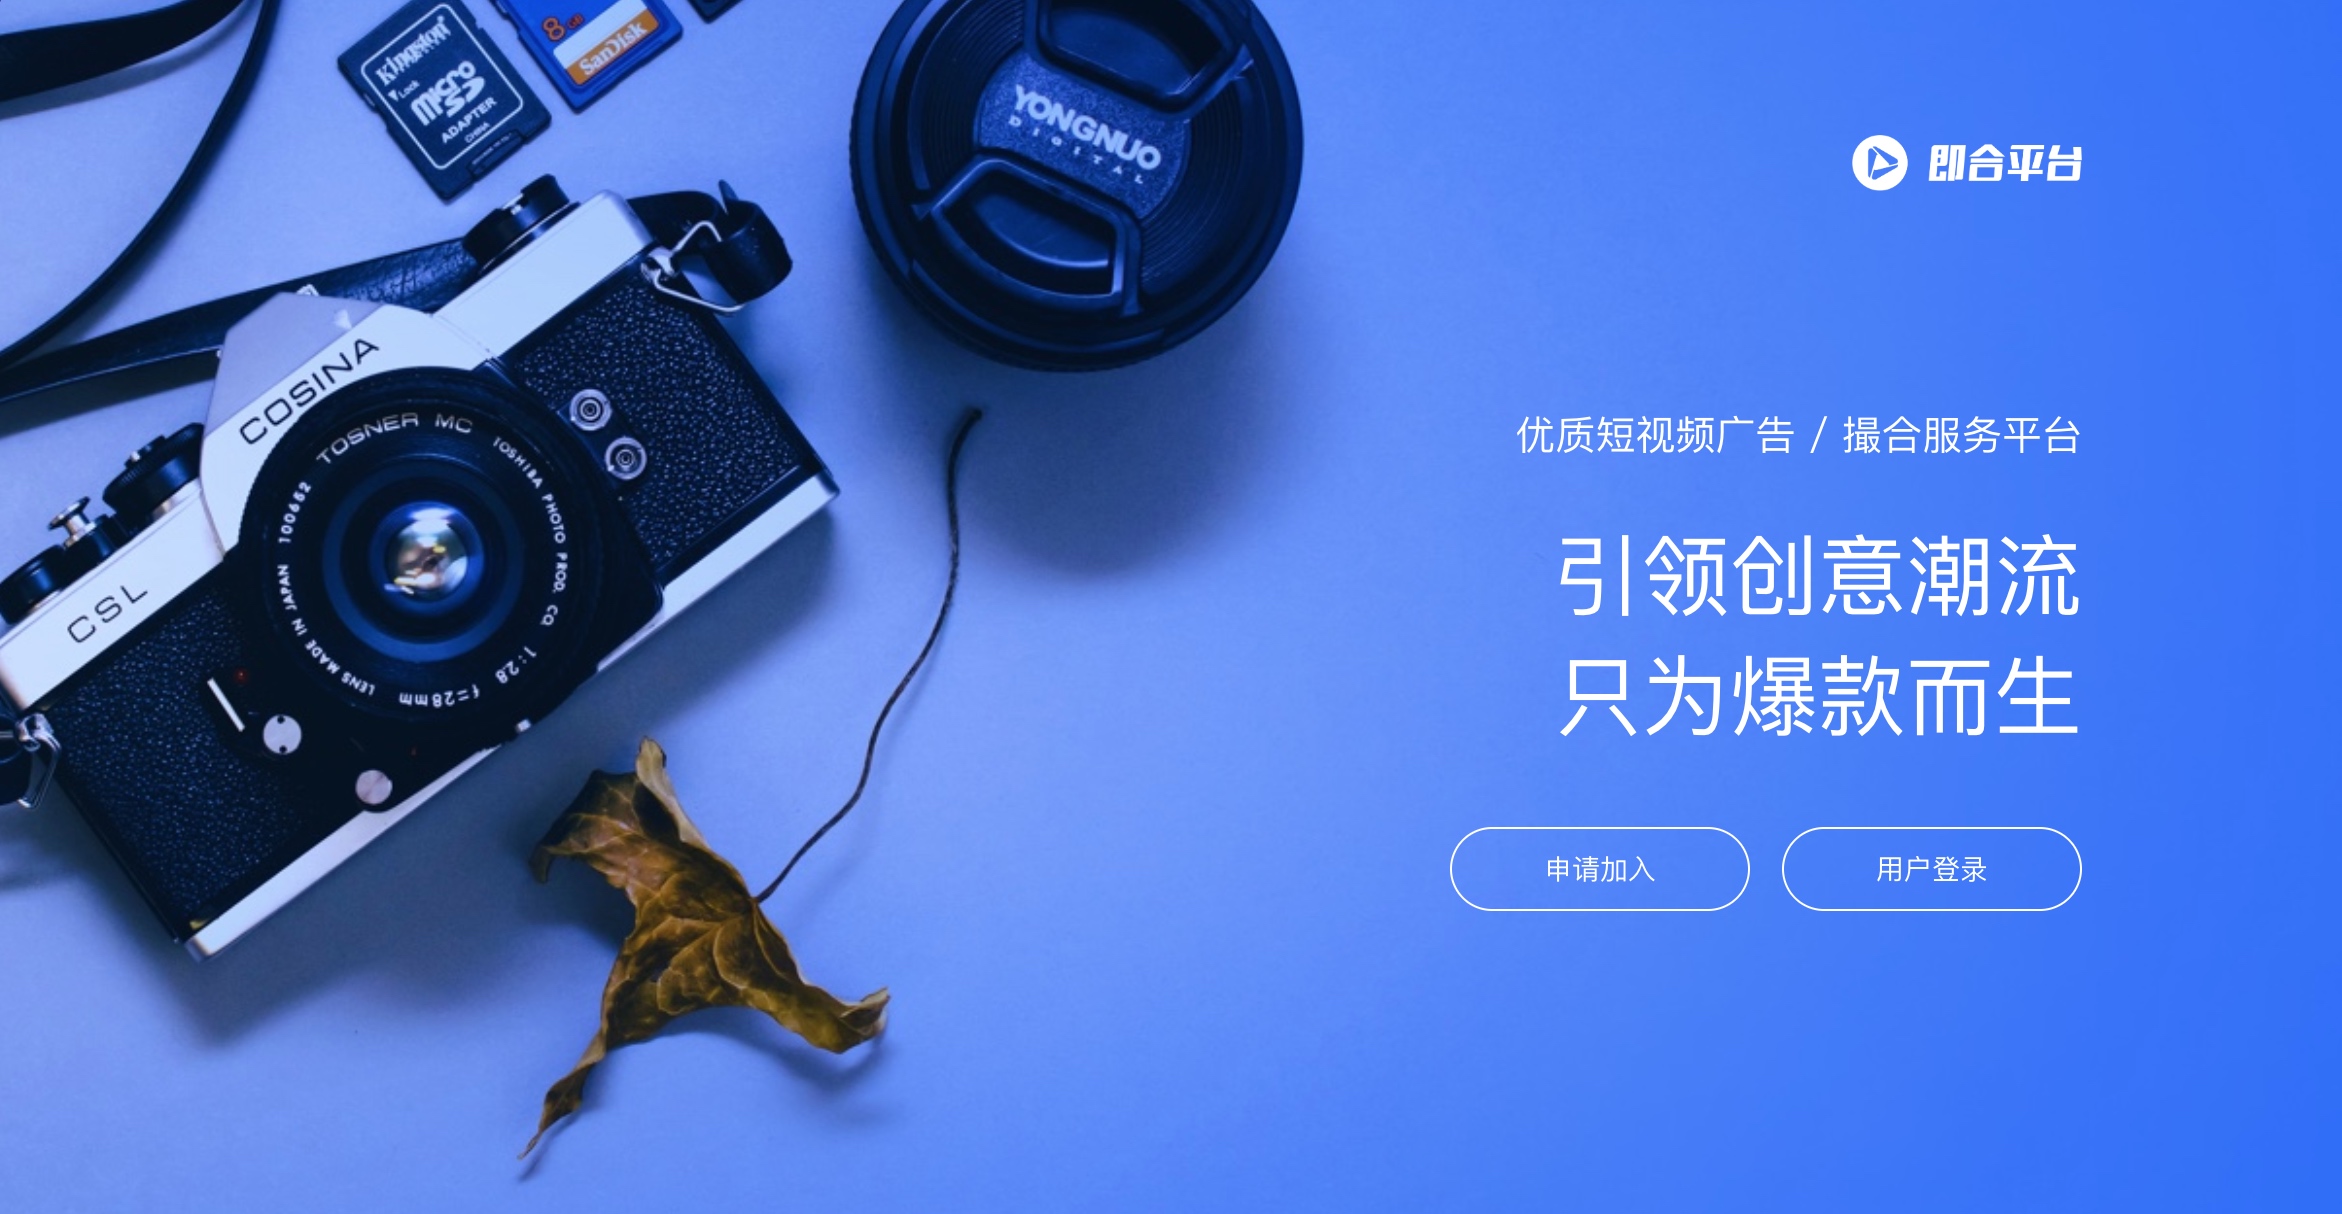 Kingston
Lock
micro
SD
ADAPTER
CHINA
8GB
SanDisk
YONGNUO
DIGITAL
即合平台
COSINA
TOSNER MC TOSHIBA PHOTO PROD. CO. 1:2.8 f=28mm LENS MADE IN JAPAN 100652
CSL
优质短视频广告 / 撮合服务平台
引领创意潮流
只为爆款而生
申请加入
用户登录